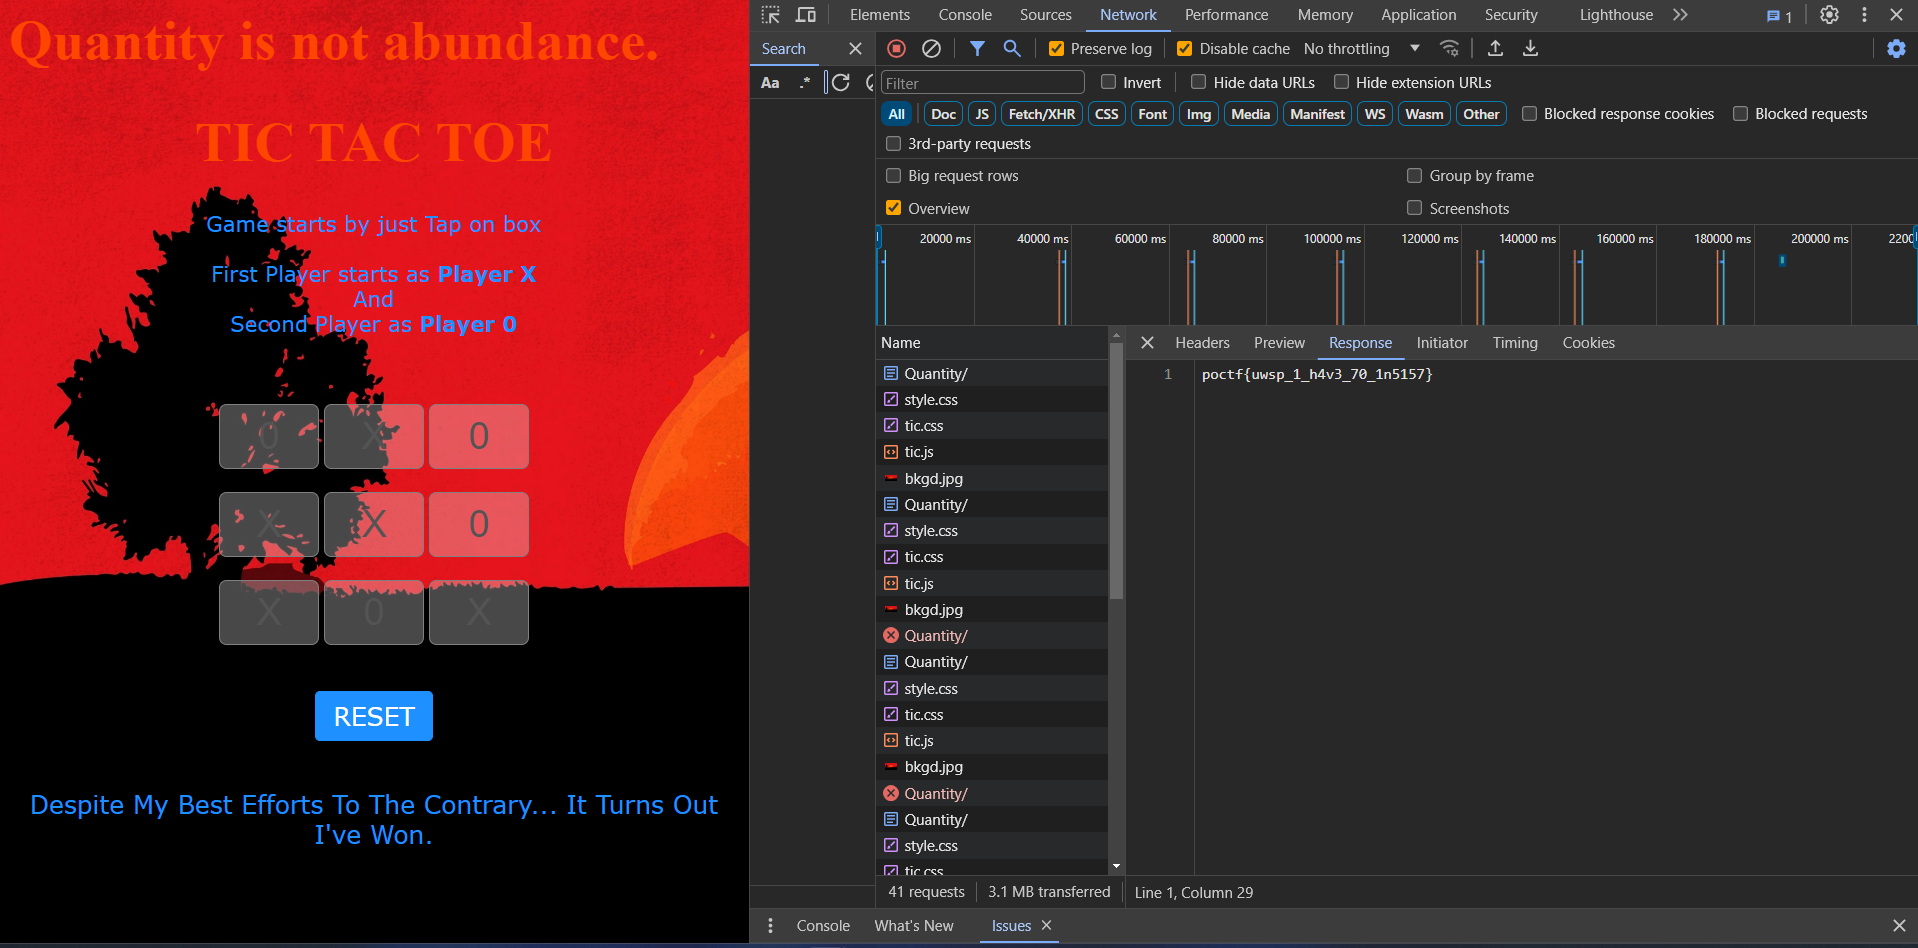 Quantity is not abundance.
TIC TAC TOE
Game starts by just Tap on box
First Player starts as Player X
And
Second Player as Player 0
0 X 0
X X 0
X 0 X
RESET
Despite My Best Efforts To The Contrary... It Turns Out
I've Won.
Elements Console Sources Network Performance Memory Application Security Lighthouse 1
Search
Aa .*
Preserve log Disable cache No throttling
Filter Invert Hide data URLs Hide extension URLs
All Doc JS Fetch/XHR CSS Font Img Media Manifest WS Wasm Other Blocked response cookies Blocked requests
3rd-party requests
Big request rows Group by frame
Overview Screenshots
20000 ms 40000 ms 60000 ms 80000 ms 100000 ms 120000 ms 140000 ms 160000 ms 180000 ms 200000 ms 2200
Name
Quantity/
style.css
tic.css
tic.js
bkgd.jpg
Quantity/
style.css
tic.css
tic.js
bkgd.jpg
Quantity/
Quantity/
style.css
tic.css
tic.js
bkgd.jpg
Quantity/
Quantity/
style.css
tic.css
Headers Preview Response Initiator Timing Cookies
1 poctf{uwsp_1_h4v3_70_1n5157}
41 requests 3.1 MB transferred Line 1, Column 29
Console What's New Issues